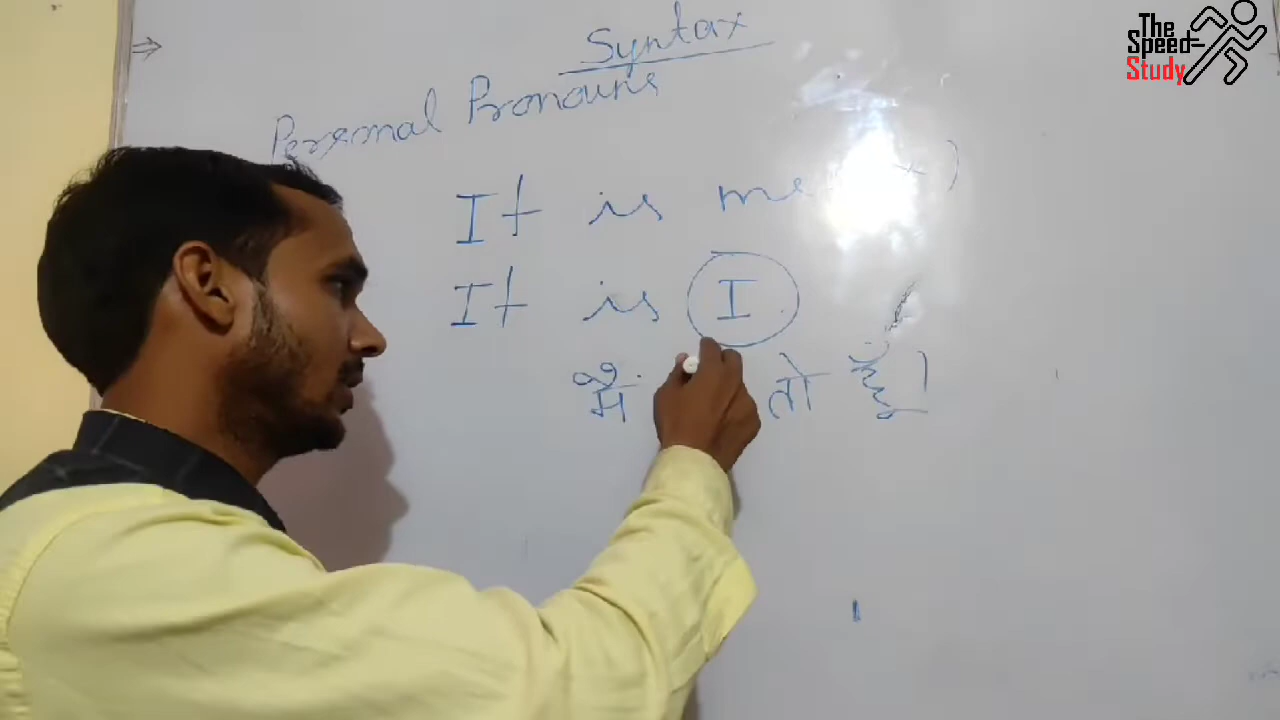 ⇒ Syntax
Personal Pronouns
It is me (x)
It is I
मैं तो हूँ।
The
Speed
Study